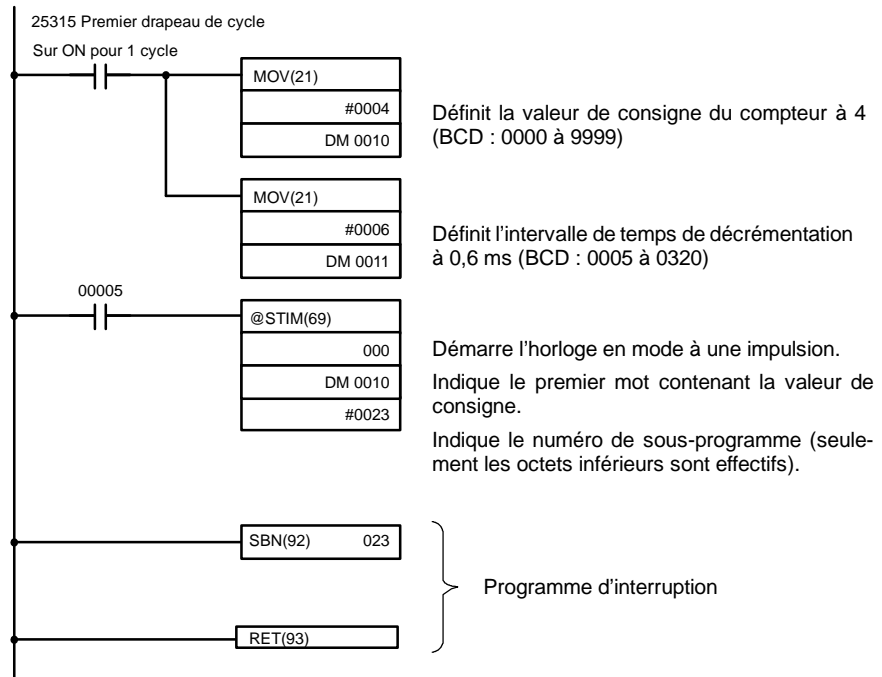 25315 Premier drapeau de cycle
Sur ON pour 1 cycle
MOV(21)
#0004
DM 0010
Définit la valeur de consigne du compteur à 4
(BCD : 0000 à 9999)
MOV(21)
#0006
DM 0011
Définit l’intervalle de temps de décrémentation
à 0,6 ms (BCD : 0005 à 0320)
00005
@STIM(69)
000
DM 0010
#0023
Démarre l’horloge en mode à une impulsion.
Indique le premier mot contenant la valeur de
consigne.
Indique le numéro de sous-programme (seule-
ment les octets inférieurs sont effectifs).
SBN(92) 023
Programme d’interruption
RET(93)